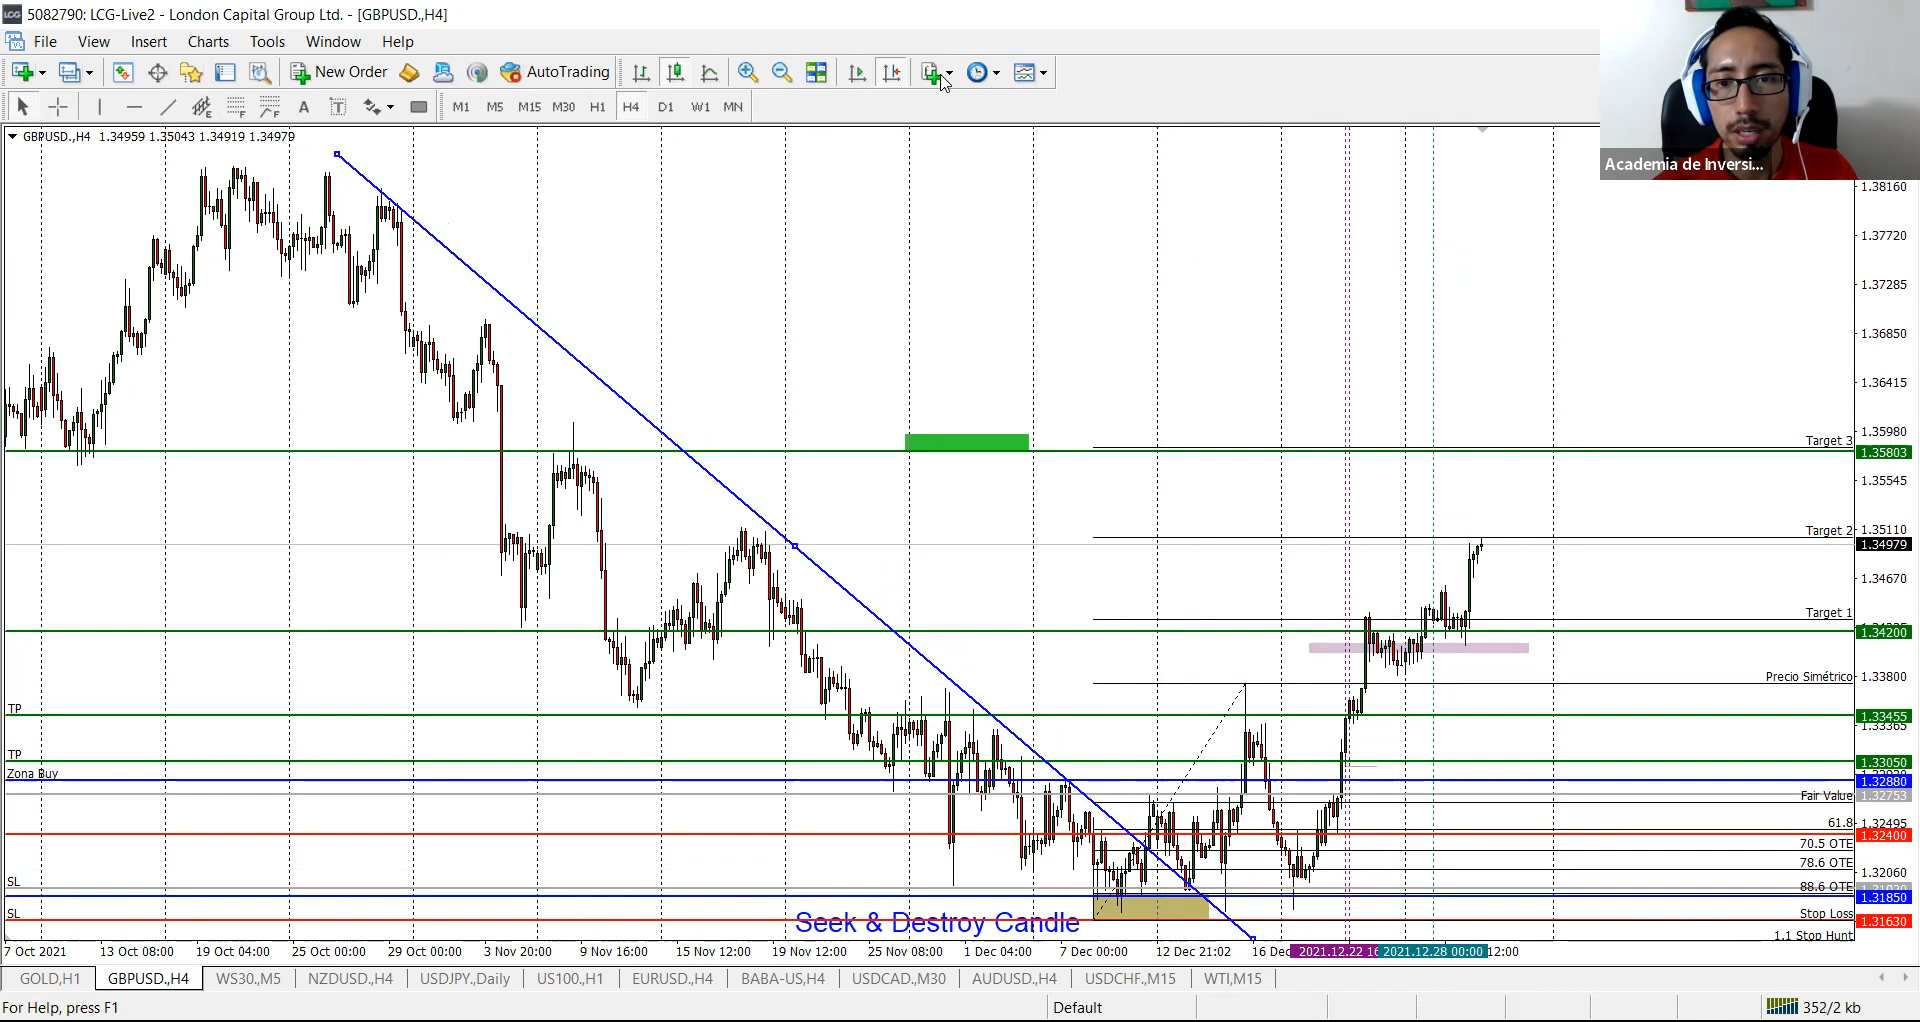 5082790: LCG-Live2 - London Capital Group Ltd. - [GBPUSD.,H4]
File View Insert Charts Tools Window Help
New Order AutoTrading
M1 M5 M15 M30 H1 H4 D1 W1 MN
Academia de Inversi...
GBPUSD.,H4 1.34959 1.35043 1.34919 1.34979
1.38160
1.37720
1.37285
1.36850
1.36415
1.35980
Target 3
1.35803
1.35545
Target 2
1.35110
1.34979
1.34670
Target 1
1.34200
Precio Simétrico
1.33800
TP
1.33455
1.33365
TP
1.33050
Zona Buy
1.32880
Fair Value
1.32753
61.8
1.32495
1.32400
70.5 OTE
78.6 OTE
1.32060
SL
88.6 OTE
1.31850
SL
Stop Loss
1.31630
Seek & Destroy Candle
1.1 Stop Hunt
7 Oct 2021 13 Oct 08:00 19 Oct 04:00 25 Oct 00:00 29 Oct 00:00 3 Nov 20:00 9 Nov 16:00 15 Nov 12:00 19 Nov 12:00 25 Nov 08:00 1 Dec 04:00 7 Dec 00:00 12 Dec 21:02 16 Dec 2021.12.22 16 2021.12.28 00:00 12:00
GOLD,H1 GBPUSD.,H4 WS30.,M5 NZDUSD.,H4 USDJPY.,Daily US100.,H1 EURUSD.,H4 BABA-US,H4 USDCAD.,M30 AUDUSD.,H4 USDCHF.,M15 WTI,M15
For Help, press F1 Default 352/2 kb